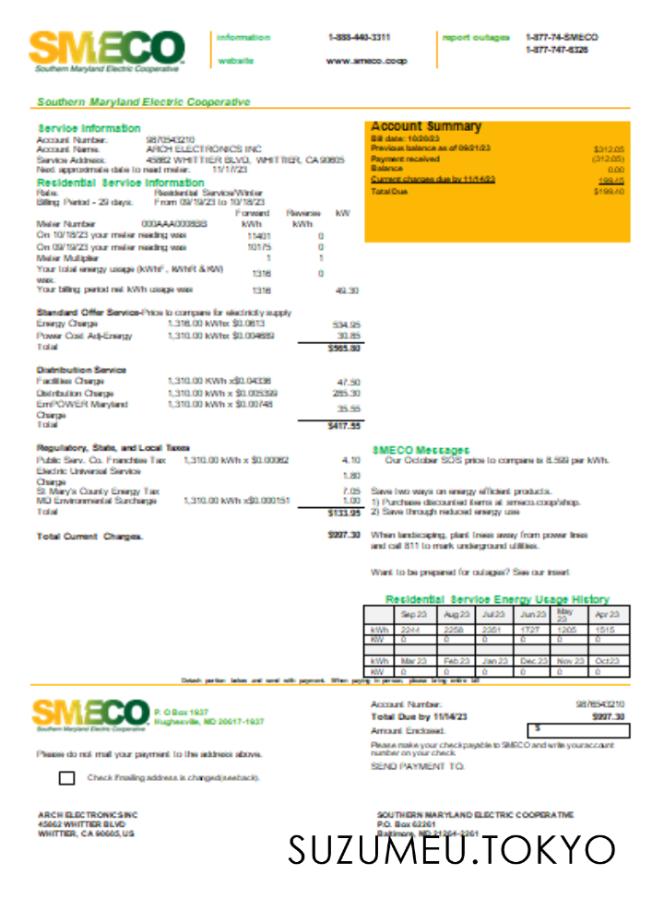 SMECO
Southern Maryland Electric Cooperative
information 1-888-440-3311
website www.smeco.coop
report outages 1-877-74-SMECO
1-877-747-6326
Southern Maryland Electric Cooperative
Service Information
Account Number: 9870543210
Account Name: ARCH ELECTRONICS INC
Service Address: 45862 WHITTIER BLVD, WHITTIER, CA 90605
Next approximate date to read meter: 11/17/23
Residential Service Information
Rate: Residential Service/Winter
Billing Period - 29 days: From 09/19/23 to 10/18/23
Forward Reverse kW
Meter Number 000AAA0000BBB kWh kWh
On 10/18/23 your meter reading was 11401 0
On 09/19/23 your meter reading was 10175 0
Meter Multiplier 1 1
Your total energy usage (kWhF, kWhR & KW) was. 1316 0
Your billing period net kWh usage was 1316 49.30
Standard Offer Service-Price to compare for electricity supply
Energy Charge 1,316.00 kWh x $0.0613 534.95
Power Cost Adj-Energy 1,310.00 kWh x $0.004689 30.85
Total $565.80
Distribution Service
Facilities Charge 1,310.00 KWh x $0.04336 47.50
Distribution Charge 1,310.00 kWh x $0.005399 285.30
EmPOWER Maryland Charge 1,310.00 kWh x $0.00748 35.55
Total $417.55
Regulatory, State, and Local Taxes
Public Serv. Co. Franchise Tax 1,310.00 kWh x $0.00062 4.10
Electric Universal Service Charge 1.80
St Mary's County Energy Tax 7.05
MD Environmental Surcharge 1,310.00 kWh x$0.000151 1.00
Total $133.95
Total Current Charges. $997.30
Account Summary
Bill date: 10/20/23
Previous balance as of 09/21/23 $312.05
Payment received (312.05)
Balance 0.00
Current charges due by 11/14/23 199.40
Total Due $199.40
SMECO Messages
Our October SOS price to compare is 8.599 per kWh.
Save two ways on energy efficient products.
1) Purchase discounted items at smeco.coop/shop.
2) Save through reduced energy use
When landscaping, plant trees away from power lines
and call 811 to mark underground utilities.
Want to be prepared for outages? See our insert
Residential Service Energy Usage History
Sep 23 Aug 23 Jul 23 Jun 23 May 23 Apr 23
kWh 2244 2258 2351 1727 1205 1515
KW 0 0 0 0 0 0
kWh Mar 23 Feb 23 Jan 23 Dec 23 Nov 23 Oct23
KW 0 0 0 0 0 0
Detach portion below and send with payment. When paying in person, please bring entire bill
SMECO
Southern Maryland Electric Cooperative
P. O Box 1937
Hughesville, MD 20617-1937
Please do not mail your payment to the address above.
Check if mailing address is changed (see back).
Account Number: 9876543210
Total Due by 11/14/23 $997.30
Amount Enclosed. $
Please make your check payable to SMECO and write your account
number on your check.
SEND PAYMENT TO.
ARCH ELECTRONICS INC
45862 WHITTIER BLVD
WHITTIER, CA 90605, US
SOUTHERN MARYLAND ELECTRIC COOPERATIVE
P.O. Box 62261
Baltimore, MD 21264-2261
SUZUMEU.TOKYO